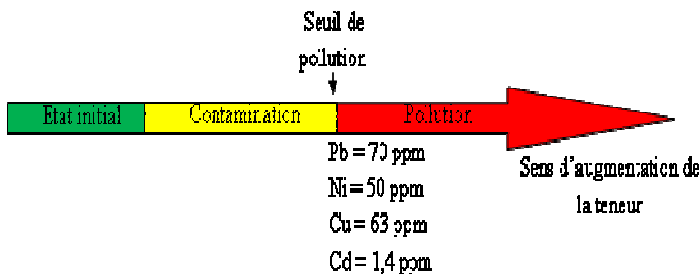 Seuil de
pollution
Etat initial
Contamination
Pollution
Pb = 70 ppm
Ni = 50 ppm
Cu = 63 ppm
Cd = 1,4 ppm
Sens d'augmentation de
la teneur